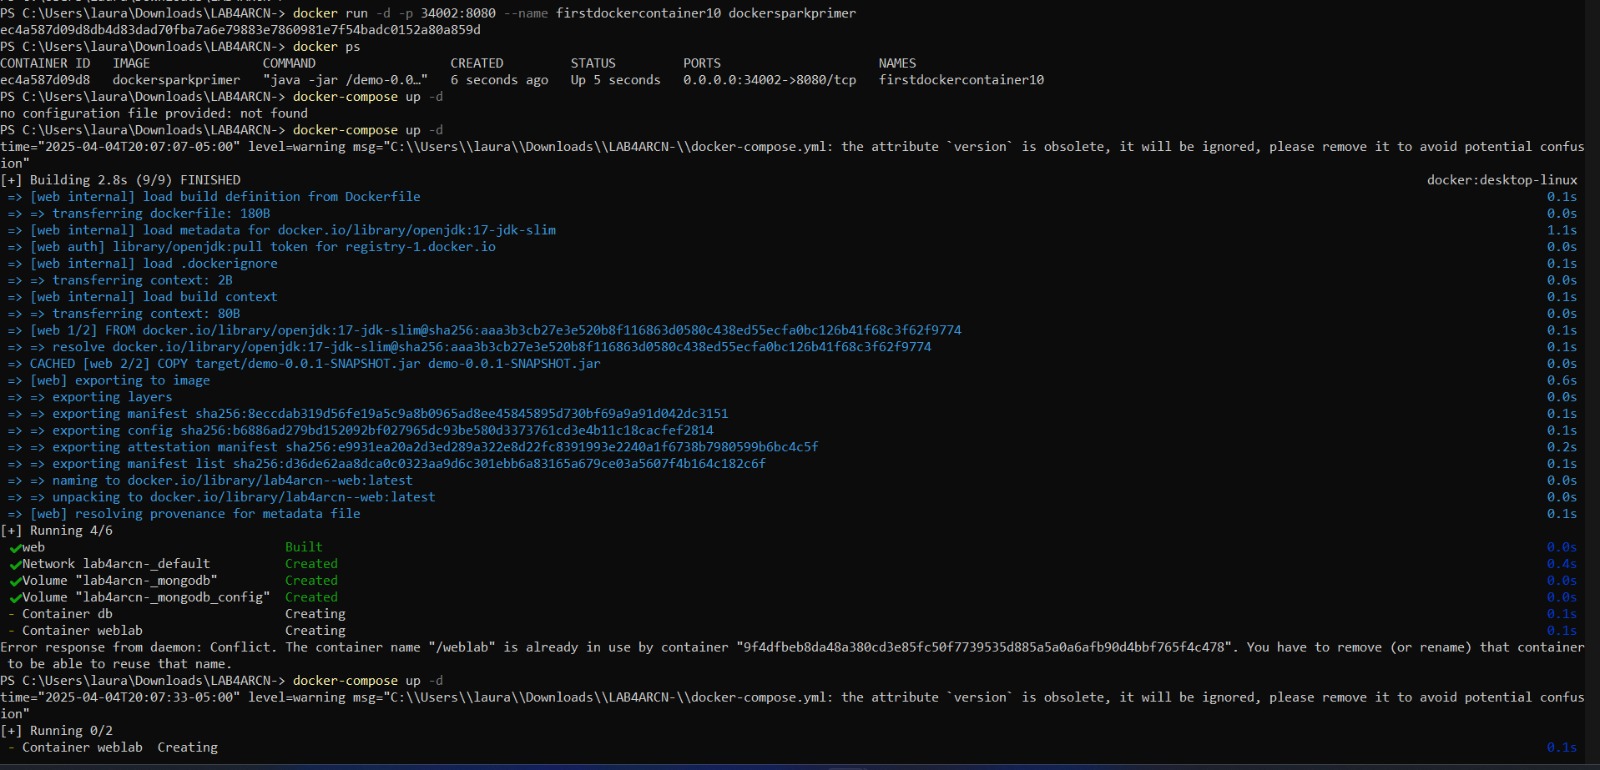 PS C:\Users\laura\Downloads\LAB4ARCN-> docker run -d -p 34002:8080 --name firstdockercontainer10 dockersparkprimer
ec4a587d09d8db4d83dad70fba7a6e79883e7860981e7f54badc0152a80a859d
PS C:\Users\laura\Downloads\LAB4ARCN-> docker ps
CONTAINER ID   IMAGE               COMMAND                  CREATED         STATUS         PORTS                     NAMES
ec4a587d09d8   dockersparkprimer   "java -jar /demo-0.0…"   6 seconds ago   Up 5 seconds   0.0.0.0:34002->8080/tcp   firstdockercontainer10
PS C:\Users\laura\Downloads\LAB4ARCN-> docker-compose up -d
no configuration file provided: not found
PS C:\Users\laura\Downloads\LAB4ARCN-> docker-compose up -d
time="2025-04-04T20:07:07-05:00" level=warning msg="C:\\Users\\laura\\Downloads\\LAB4ARCN-\\docker-compose.yml: the attribute `version` is obsolete, it will be ignored, please remove it to avoid potential confus
ion"
[+] Building 2.8s (9/9) FINISHED docker:desktop-linux
=> [web internal] load build definition from Dockerfile 0.1s
=> => transferring dockerfile: 180B 0.0s
=> [web internal] load metadata for docker.io/library/openjdk:17-jdk-slim 1.1s
=> [web auth] library/openjdk:pull token for registry-1.docker.io 0.0s
=> [web internal] load .dockerignore 0.1s
=> => transferring context: 2B 0.0s
=> [web internal] load build context 0.1s
=> => transferring context: 80B 0.0s
=> [web 1/2] FROM docker.io/library/openjdk:17-jdk-slim@sha256:aaa3b3cb27e3e520b8f116863d0580c438ed55ecfa0bc126b41f68c3f62f9774 0.1s
=> => resolve docker.io/library/openjdk:17-jdk-slim@sha256:aaa3b3cb27e3e520b8f116863d0580c438ed55ecfa0bc126b41f68c3f62f9774 0.1s
=> CACHED [web 2/2] COPY target/demo-0.0.1-SNAPSHOT.jar demo-0.0.1-SNAPSHOT.jar 0.0s
=> [web] exporting to image 0.6s
=> => exporting layers 0.0s
=> => exporting manifest sha256:8eccdab319d56fe19a5c9a8b0965ad8ee45845895d730bf69a9a91d042dc3151 0.1s
=> => exporting config sha256:b6886ad279bd152092bf027965dc93be580d3373761cd3e4b11c18cacfef2814 0.1s
=> => exporting attestation manifest sha256:e9931ea20a2d3ed289a322e8d22fc8391993e2240a1f6738b7980599b6bc4c5f 0.2s
=> => exporting manifest list sha256:d36de62aa8dca0c0323aa9d6c301ebb6a83165a679ce03a5607f4b164c182c6f 0.1s
=> => naming to docker.io/library/lab4arcn--web:latest 0.0s
=> => unpacking to docker.io/library/lab4arcn--web:latest 0.0s
=> [web] resolving provenance for metadata file 0.1s
[+] Running 4/6
✔web Built 0.0s
✔Network lab4arcn-_default Created 0.4s
✔Volume "lab4arcn-_mongodb" Created 0.0s
✔Volume "lab4arcn-_mongodb_config" Created 0.0s
- Container db Creating 0.1s
- Container weblab Creating 0.1s
Error response from daemon: Conflict. The container name "/weblab" is already in use by container "9f4dfbeb8da48a380cd3e85fc50f7739535d885a5a0a6afb90d4bbf765f4c478". You have to remove (or rename) that container
to be able to reuse that name.
PS C:\Users\laura\Downloads\LAB4ARCN-> docker-compose up -d
time="2025-04-04T20:07:33-05:00" level=warning msg="C:\\Users\\laura\\Downloads\\LAB4ARCN-\\docker-compose.yml: the attribute `version` is obsolete, it will be ignored, please remove it to avoid potential confus
ion"
[+] Running 0/2
- Container weblab Creating 0.1s